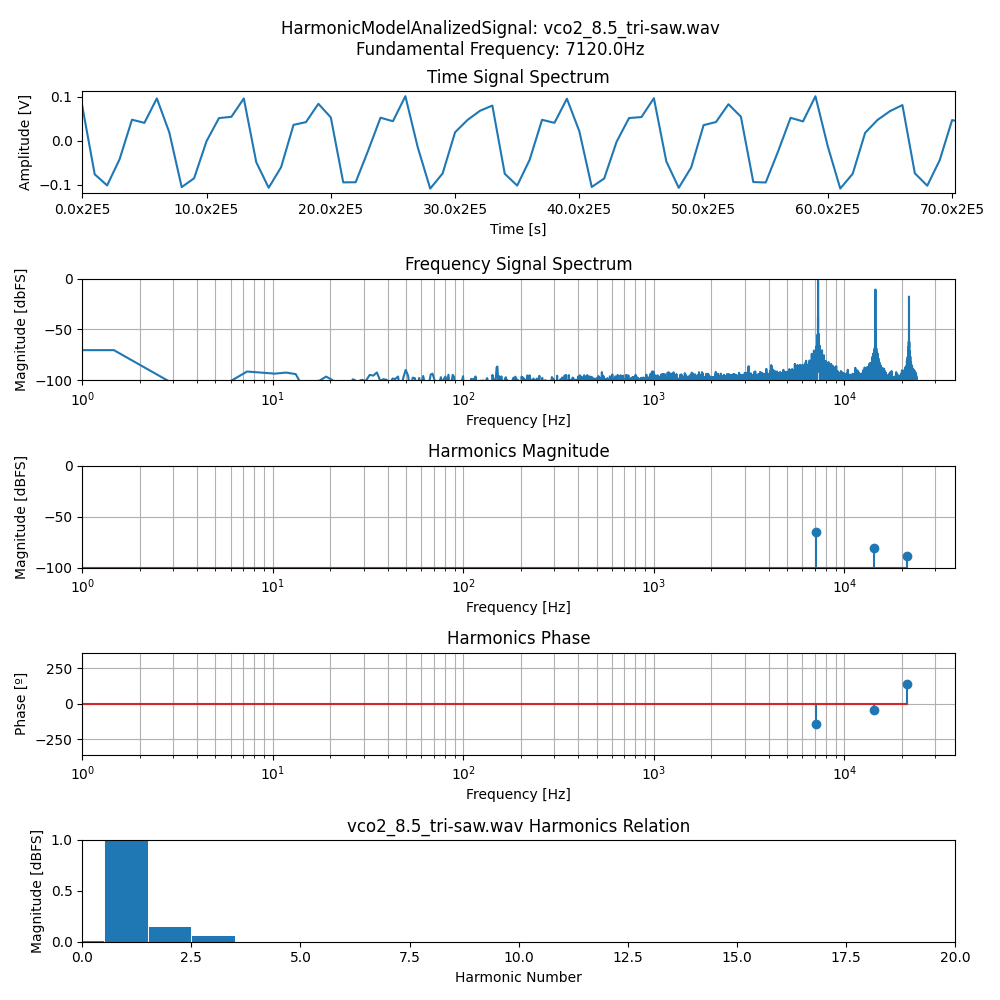 HarmonicModelAnalizedSignal: vco2_8.5_tri-saw.wav
Fundamental Frequency: 7120.0Hz
Time Signal Spectrum
Amplitude [V]
0.1
0.0
−0.1
0.0x2E5 10.0x2E5 20.0x2E5 30.0x2E5 40.0x2E5 50.0x2E5 60.0x2E5 70.0x2E5
Time [s]
Frequency Signal Spectrum
Magnitude [dbFS]
0
−50
−100
10^0 10^1 10^2 10^3 10^4
Frequency [Hz]
Harmonics Magnitude
Magnitude [dBFS]
0
−50
−100
10^0 10^1 10^2 10^3 10^4
Frequency [Hz]
Harmonics Phase
Phase [º]
250
0
−250
10^0 10^1 10^2 10^3 10^4
Frequency [Hz]
vco2_8.5_tri-saw.wav Harmonics Relation
Magnitude [dBFS]
1.0
0.5
0.0
0.0 2.5 5.0 7.5 10.0 12.5 15.0 17.5 20.0
Harmonic Number